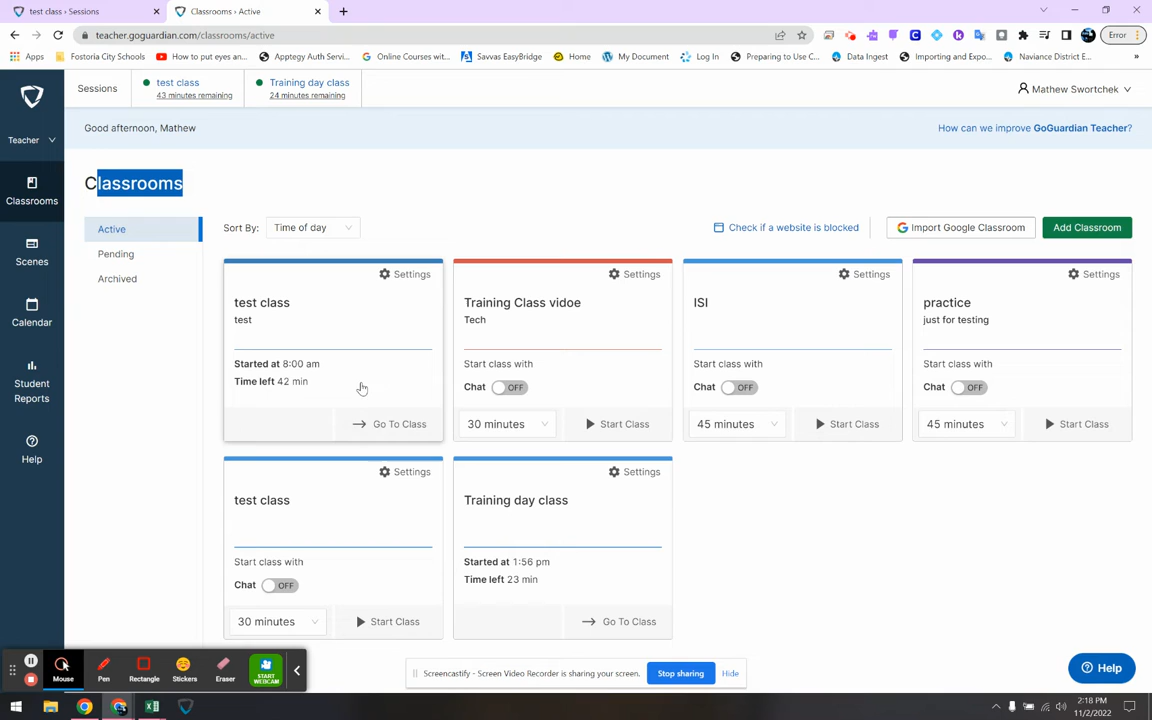 test class › Sessions
Classrooms › Active
teacher.goguardian.com/classrooms/active
Error
Apps
Fostoria City Schools
How to put eyes an...
Apptegy Auth Servi...
Online Courses wit...
Savvas EasyBridge
Home
My Document
Log In
Preparing to Use C...
Data Ingest
Importing and Expo...
Naviance District E...
»
Sessions
test class
43 minutes remaining
Training day class
24 minutes remaining
Mathew Swortchek
Teacher
Good afternoon, Mathew
How can we improve GoGuardian Teacher?
Classrooms
Classrooms
Active
Pending
Archived
Sort By:
Time of day
Check if a website is blocked
Import Google Classroom
Add Classroom
Scenes
Calendar
Student
Reports
Help
Settings
test class
test
Started at 8:00 am
Time left 42 min
Go To Class
Settings
Training Class vidoe
Tech
Start class with
Chat OFF
30 minutes
Start Class
Settings
ISI
Start class with
Chat OFF
45 minutes
Start Class
Settings
practice
just for testing
Start class with
Chat OFF
45 minutes
Start Class
Settings
test class
Start class with
Chat OFF
30 minutes
Start Class
Settings
Training day class
Started at 1:56 pm
Time left 23 min
Go To Class
Mouse
Pen
Rectangle
Stickers
Eraser
START
WEBCAM
Screencastify - Screen Video Recorder is sharing your screen.
Stop sharing
Hide
Help
2:18 PM
11/2/2022